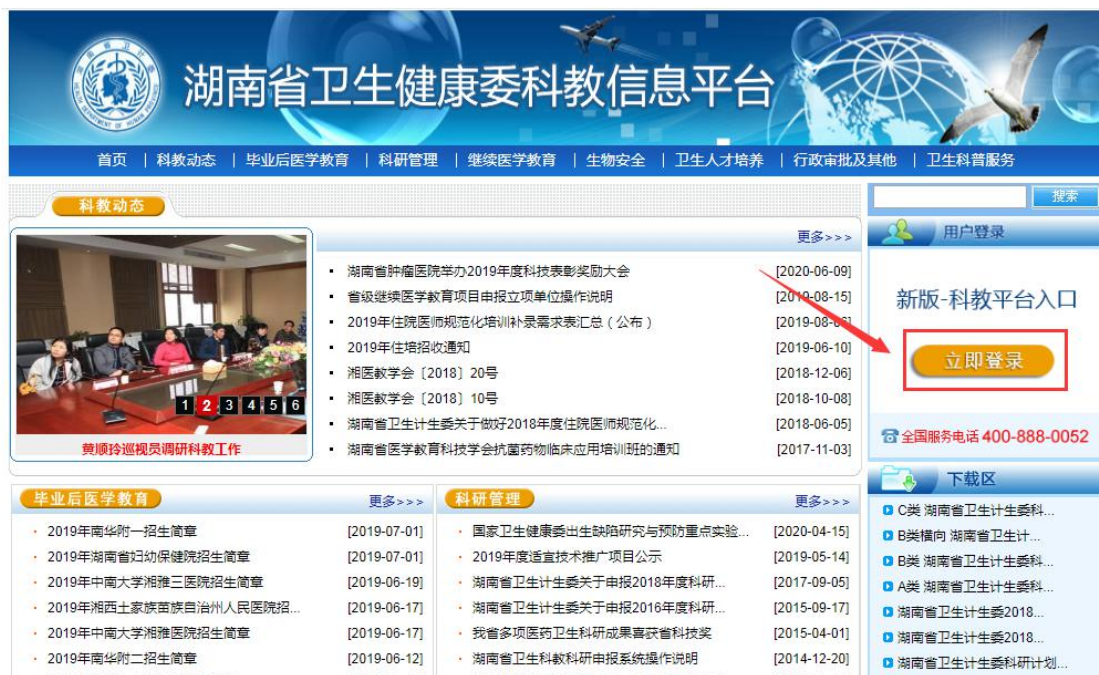 湖南省卫生健康委科教信息平台
首页 | 科教动态 | 毕业后医学教育 | 科研管理 | 继续医学教育 | 生物安全 | 卫生人才培养 | 行政审批及其他 | 卫生科普服务
科教动态
更多>>>
湖南省肿瘤医院举办2019年度科技表彰奖励大会 [2020-06-09]
省级继续医学教育项目申报立项单位操作说明 [2019-08-15]
2019年住院医师规范化培训补录需求表汇总（公布） [2019-08-05]
2019年住培招收通知 [2019-06-10]
湘医教学会〔2018〕20号 [2018-12-06]
湘医教学会〔2018〕10号 [2018-10-08]
湖南省卫生计生委关于做好2018年度住院医师规范化... [2018-06-05]
湖南省医学教育科技学会抗菌药物临床应用培训班的通知 [2017-11-03]
1 2 3 4 5 6
黄顺玲巡视员调研科教工作
搜索
用户登录
新版-科教平台入口
立即登录
全国服务电话 400-888-0052
下载区
C类 湖南省卫生计生委科...
B类横向 湖南省卫生计...
B类 湖南省卫生计生委科...
A类 湖南省卫生计生委科...
湖南省卫生计生委2018...
湖南省卫生计生委2018...
湖南省卫生计生委科研计划...
毕业后医学教育
更多>>>
2019年南华附一招生简章 [2019-07-01]
2019年湖南省妇幼保健院招生简章 [2019-07-01]
2019年中南大学湘雅三医院招生简章 [2019-06-19]
2019年湘西土家族苗族自治州人民医院招... [2019-06-17]
2019年中南大学湘雅医院招生简章 [2019-06-17]
2019年南华附二招生简章 [2019-06-12]
科研管理
更多>>>
国家卫生健康委出生缺陷研究与预防重点实验... [2020-04-15]
2019年度适宜技术推广项目公示 [2019-05-14]
湖南省卫生计生委关于申报2018年度科研... [2017-09-05]
湖南省卫生计生委关于申报2016年度科研... [2015-09-17]
我省多项医药卫生科研成果喜获省科技奖 [2015-04-01]
湖南省卫生科教科研申报系统操作说明 [2014-12-20]